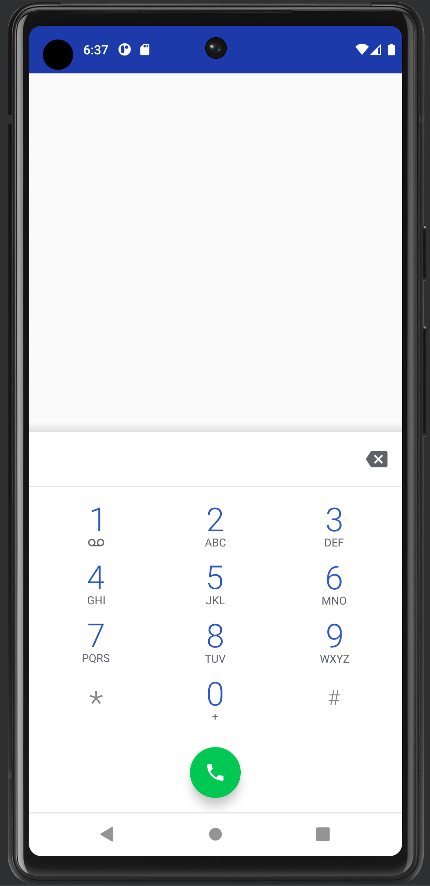 6:37
1 2 3
ABC DEF
4 5 6
GHI JKL MNO
7 8 9
PQRS TUV WXYZ
* 0 #
+